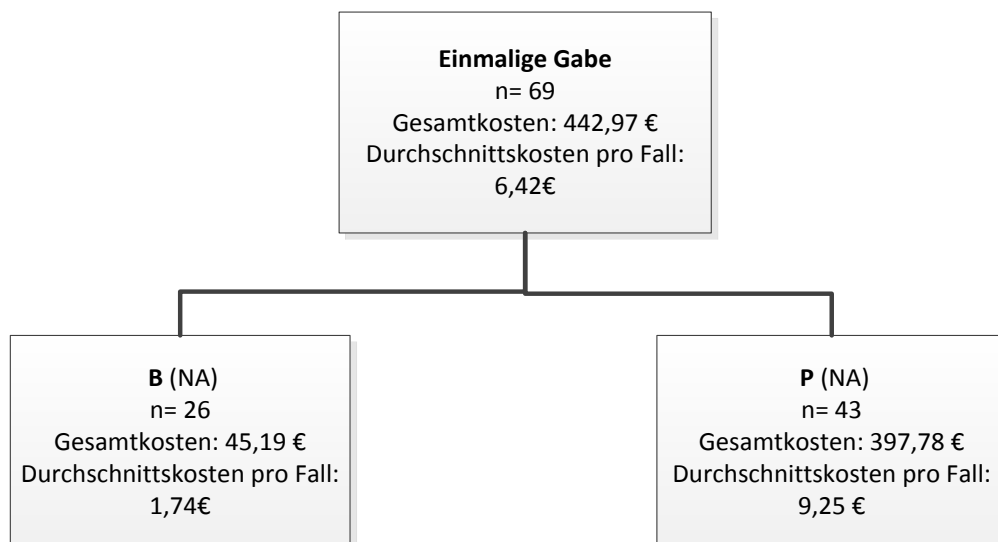 Einmalige Gabe
n= 69
Gesamtkosten: 442,97 €
Durchschnittskosten pro Fall:
6,42€
B (NA)
n= 26
Gesamtkosten: 45,19 €
Durchschnittskosten pro Fall:
1,74€
P (NA)
n= 43
Gesamtkosten: 397,78 €
Durchschnittskosten pro Fall:
9,25 €